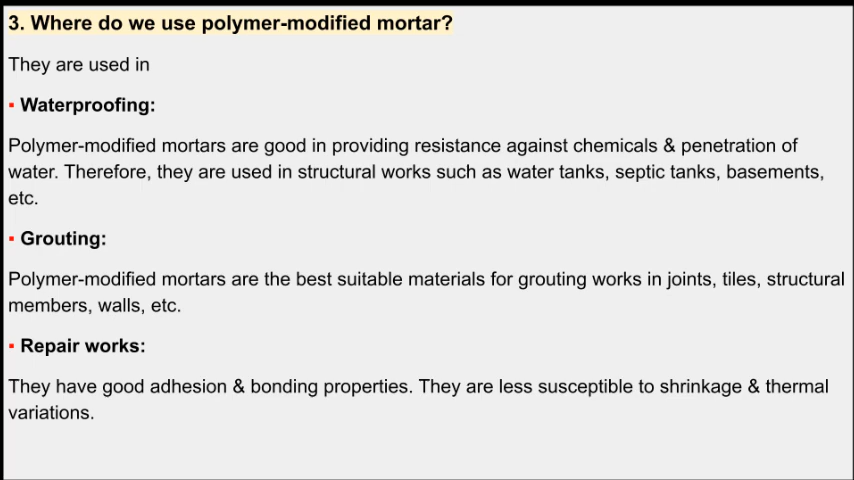 3. Where do we use polymer-modified mortar?
They are used in
▪ Waterproofing:
Polymer-modified mortars are good in providing resistance against chemicals & penetration of
water. Therefore, they are used in structural works such as water tanks, septic tanks, basements,
etc.
▪ Grouting:
Polymer-modified mortars are the best suitable materials for grouting works in joints, tiles, structural
members, walls, etc.
▪ Repair works:
They have good adhesion & bonding properties. They are less susceptible to shrinkage & thermal
variations.